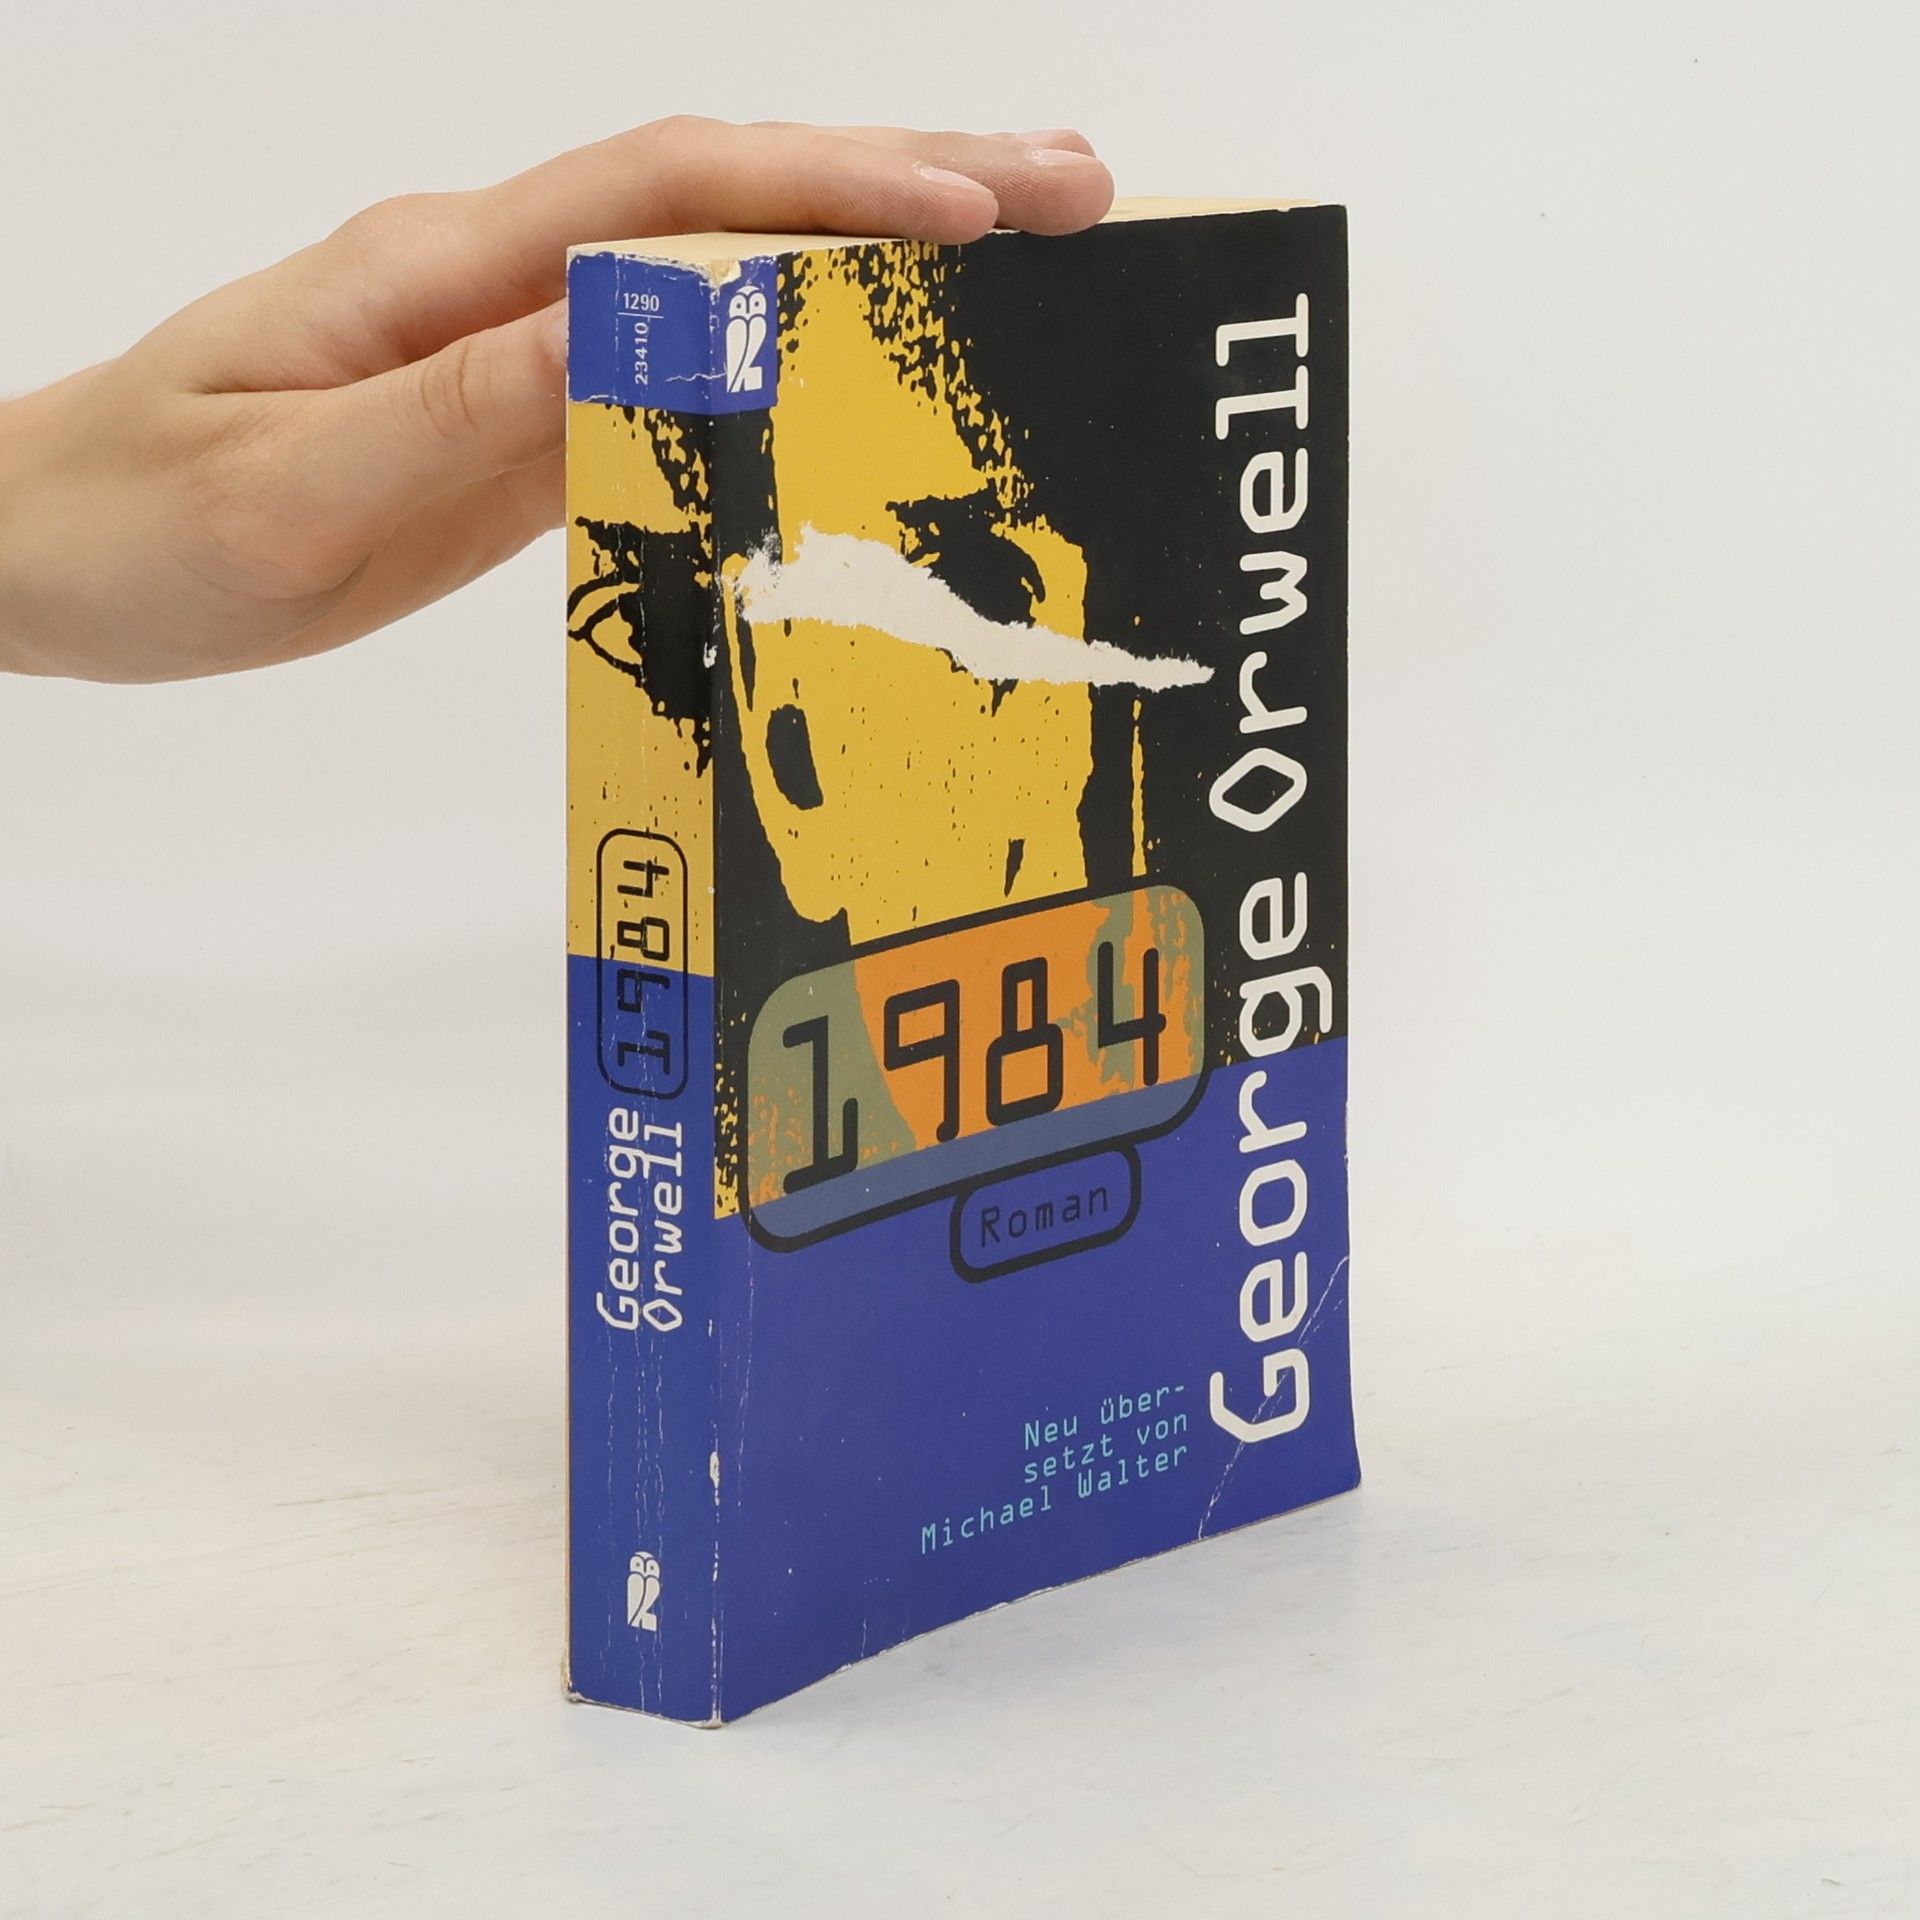 1290
23410
1984
George
Orwell
George Orwell
1984
Roman
Neu über-
setzt von
Michael Walter